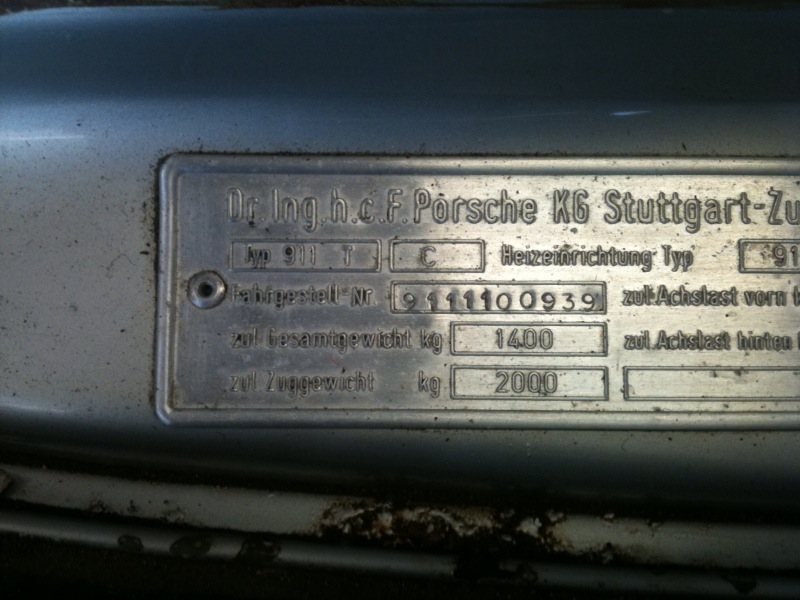 Dr. Ing. h.c. F. Porsche KG Stuttgart-Zu
Typ 911 T C Heizeinrichtung Typ 91
Fahrgestell-Nr. 9111100939 zul. Achslast vorn
zul. Gesamtgewicht kg 1400 zul. Achslast hinten
zul. Zuggewicht kg 2000